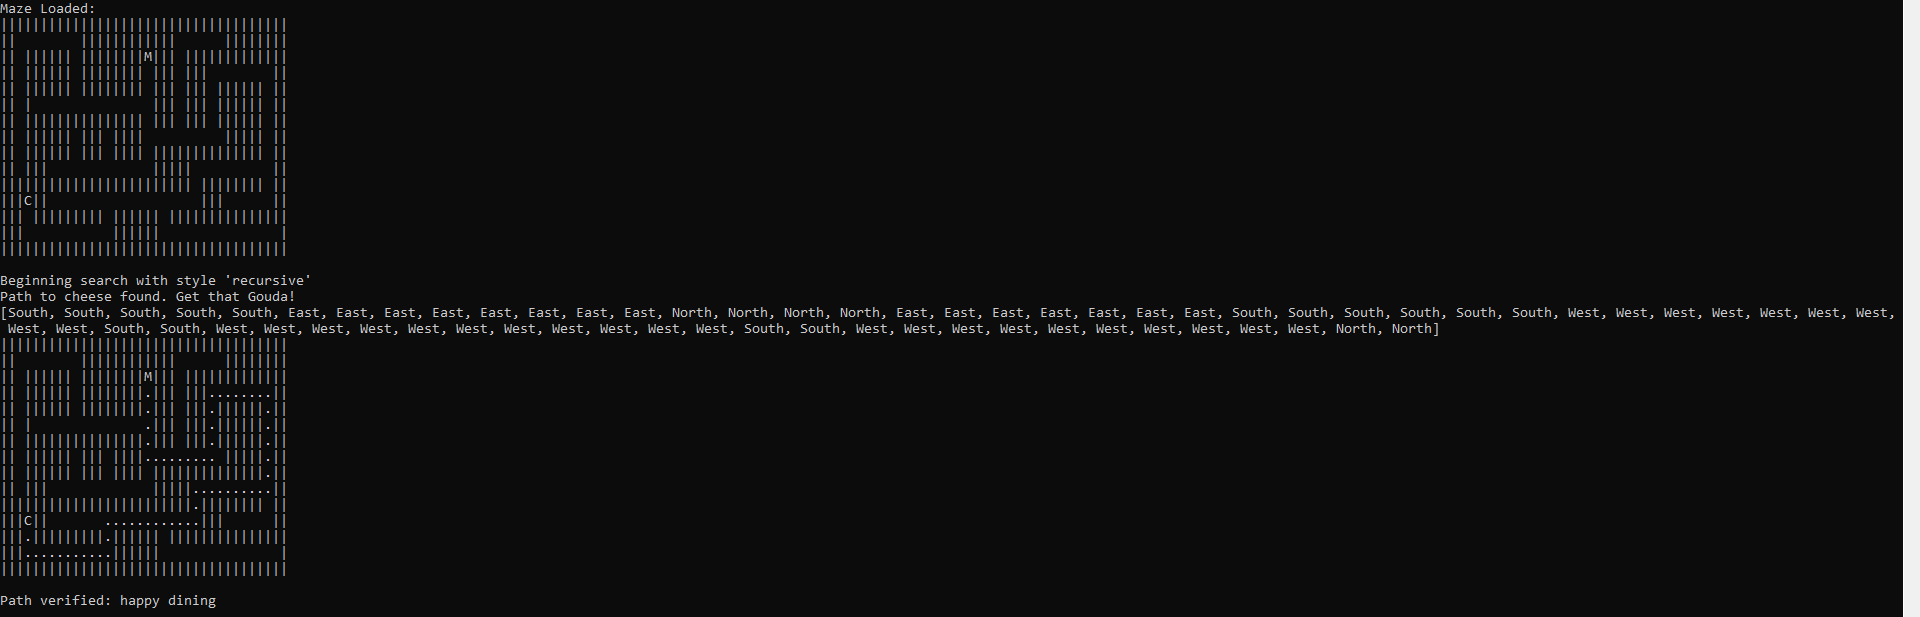 Maze Loaded:
||||||||||||||||||||||||||||||||||||
||        ||||||||||||      ||||||||
|| |||||| ||||||||M||| |||||||||||||
|| |||||| |||||||| ||| |||        ||
|| |||||| |||||||| ||| ||| |||||| ||
|| |               ||| ||| |||||| ||
|| ||||||||||||||| ||| ||| |||||| ||
|| |||||| ||| ||||          ||||| ||
|| |||||| ||| |||| |||||||||||||| ||
|| |||             |||||          ||
|||||||||||||||||||||||| |||||||| ||
|||C||                   |||      ||
||| ||||||||| |||||| |||||||||||||||
|||           ||||||               |
||||||||||||||||||||||||||||||||||||
Beginning search with style 'recursive'
Path to cheese found. Get that Gouda!
[South, South, South, South, South, East, East, East, East, East, East, East, East, North, North, North, North, East, East, East, East, East, East, East, South, South, South, South, South, South, West, West, West, West, West, West, West,
 West, West, South, South, West, West, West, West, West, West, West, West, West, West, West, South, South, West, West, West, West, West, West, West, West, West, West, North, North]
||||||||||||||||||||||||||||||||||||
||        ||||||||||||      ||||||||
|| |||||| ||||||||M||| |||||||||||||
|| |||||| ||||||||.||| |||........||
|| |||||| ||||||||.||| |||.||||||.||
|| |              .||| |||.||||||.||
|| |||||||||||||||.||| |||.||||||.||
|| |||||| ||| ||||......... |||||.||
|| |||||| ||| |||| ||||||||||||||.||
|| |||             |||||..........||
||||||||||||||||||||||||.|||||||| ||
|||C||       ............|||      ||
|||.|||||||||.|||||| |||||||||||||||
|||...........||||||               |
||||||||||||||||||||||||||||||||||||
Path verified: happy dining